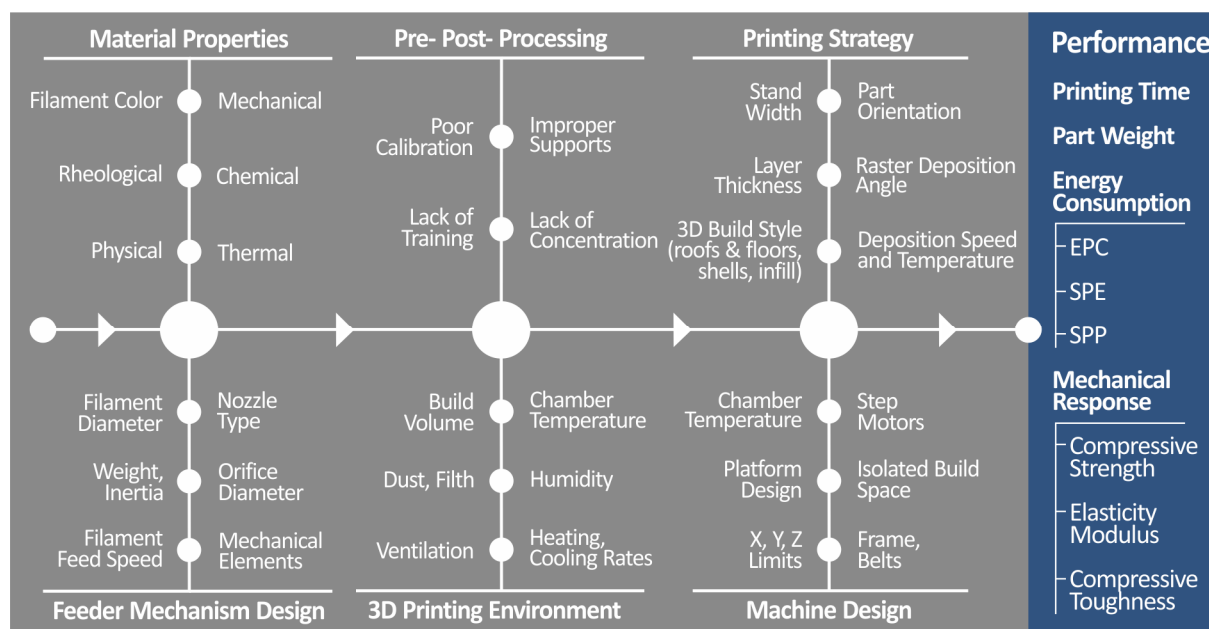 Material Properties
Filament Color
Mechanical
Rheological
Chemical
Physical
Thermal
Filament
Diameter
Nozzle
Type
Weight,
Inertia
Orifice
Diameter
Filament
Feed Speed
Mechanical
Elements
Feeder Mechanism Design
Pre- Post- Processing
Poor
Calibration
Improper
Supports
Lack of
Training
Lack of
Concentration
Build
Volume
Chamber
Temperature
Dust, Filth
Humidity
Ventilation
Heating,
Cooling Rates
3D Printing Environment
Printing Strategy
Stand
Width
Part
Orientation
Layer
Thickness
Raster Deposition
Angle
3D Build Style
(roofs & floors,
shells, infill)
Deposition Speed
and Temperature
Chamber
Temperature
Step
Motors
Platform
Design
Isolated Build
Space
X, Y, Z
Limits
Frame,
Belts
Machine Design
Performance
Printing Time
Part Weight
Energy
Consumption
EPC
SPE
SPP
Mechanical
Response
Compressive
Strength
Elasticity
Modulus
Compressive
Toughness